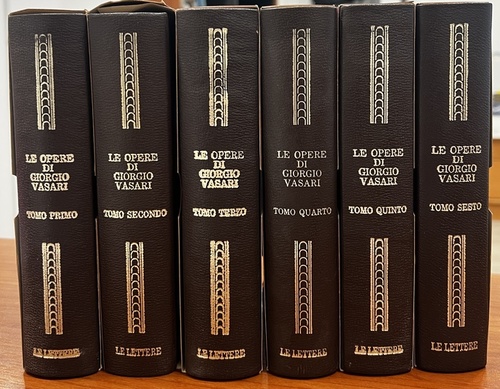 LE OPERE
DI
GIORGIO
VASARI
TOMO PRIMO
LE LETTERE
LE OPERE
DI
GIORGIO
VASARI
TOMO SECONDO
LE LETTERE
LE OPERE
DI
GIORGIO
VASARI
TOMO TERZO
LE LETTERE
LE OPERE
DI
GIORGIO
VASARI
TOMO QUARTO
LE LETTERE
LE OPERE
DI
GIORGIO
VASARI
TOMO QUINTO
LE LETTERE
LE OPERE
DI
GIORGIO
VASARI
TOMO SESTO
LE LETTERE